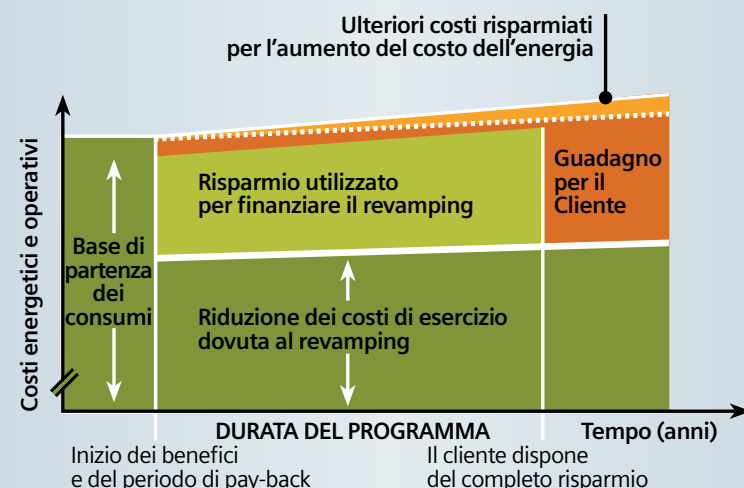 Ulteriori costi risparmiati
per l'aumento del costo dell'energia
Costi energetici e operativi
Base di
partenza
dei
consumi
Risparmio utilizzato
per finanziare il revamping
Guadagno
per il
Cliente
Riduzione dei costi di esercizio
dovuta al revamping
DURATA DEL PROGRAMMA
Tempo (anni)
Inizio dei benefici
e del periodo di pay-back
Il cliente dispone
del completo risparmio